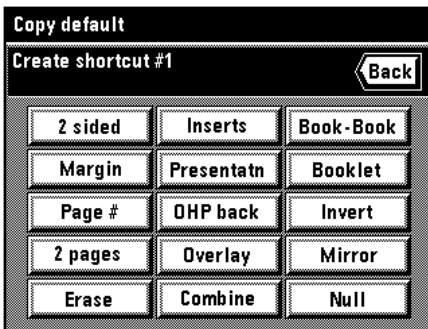 Copy default
Create shortcut #1
Back
2 sided Inserts Book-Book
Margin Presentatn Booklet
Page # OHP back Invert
2 pages Overlay Mirror
Erase Combine Null